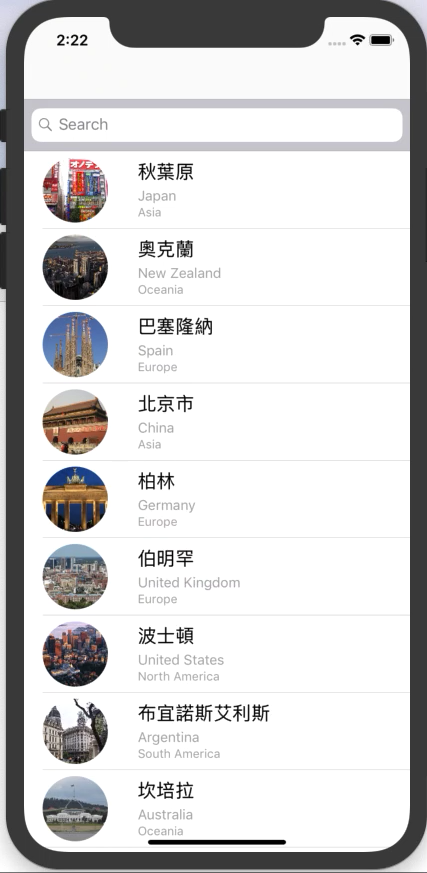 2:22
Search
秋葉原
Japan
Asia
奧克蘭
New Zealand
Oceania
巴塞隆納
Spain
Europe
北京市
China
Asia
柏林
Germany
Europe
伯明罕
United Kingdom
Europe
波士頓
United States
North America
布宜諾斯艾利斯
Argentina
South America
坎培拉
Australia
Oceania